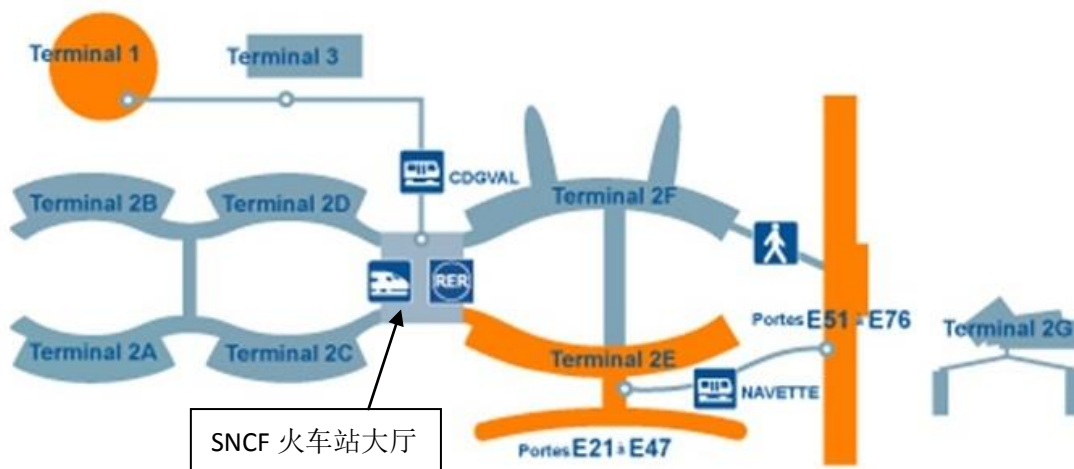 Terminal 1
Terminal 3
CDGVAL
Terminal 2B
Terminal 2D
Terminal 2F
RER
Portes E51 à E76
Terminal 2A
Terminal 2C
Terminal 2E
Terminal 2G
NAVETTE
SNCF 火车站大厅
Portes E21 à E47